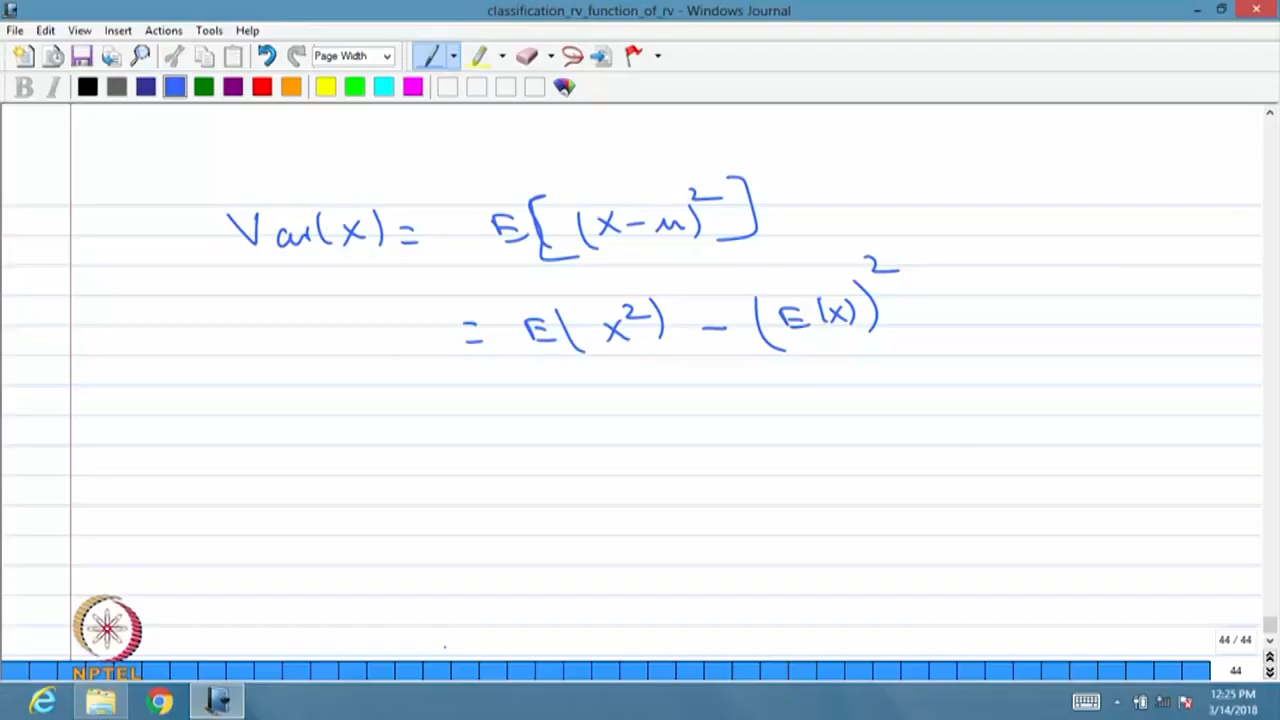 classification_rv_function_of_rv - Windows Journal
File Edit View Insert Actions Tools Help
Page Width
B I
Var(X) = E[(X-μ)²]
= E(X²) - (E(X))²
44 / 44
NPTEL
44
12:25 PM
3/14/2018